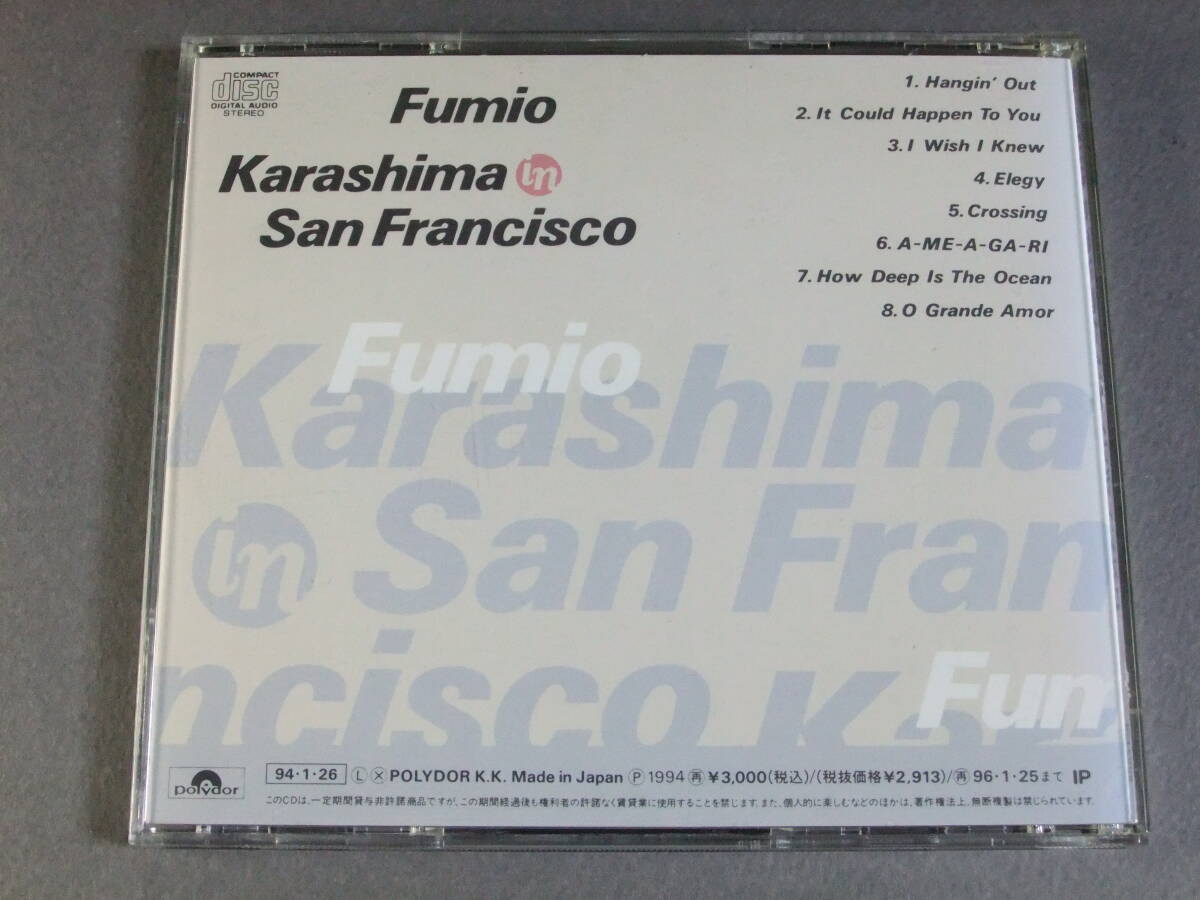 COMPACT
disc
DIGITAL AUDIO
STEREO
Fumio
Karashima in
San Francisco
1. Hangin' Out
2. It Could Happen To You
3. I Wish I Knew
4. Elegy
5. Crossing
6. A-ME-A-GA-RI
7. How Deep Is The Ocean
8. O Grande Amor
Fumio
Karashima
in San Fran
ncisco Ka
Fum
polydor
94・1・26 Ⓛ Ⓧ POLYDOR K.K. Made in Japan Ⓟ 1994 ㊢ ¥3,000(税込)/(税抜価格¥2,913)/㊢ 96・1・25まで IP
このCDは、一定期間貸与非許諾商品ですが、この期間経過後も権利者の許諾なく賃貸業に使用することを禁じます。また、個人的に楽しむなどのほかは、著作権法上、無断複製は禁じられています。